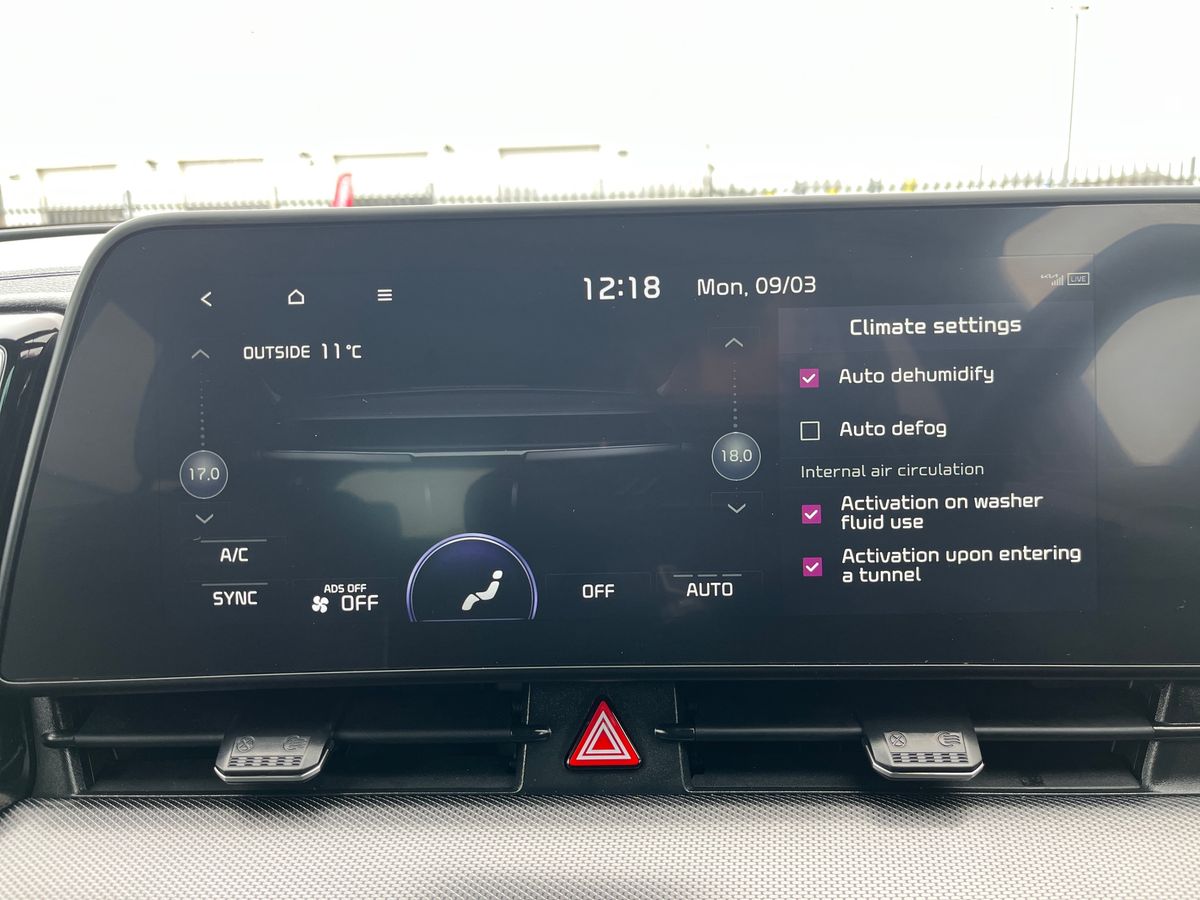 12:18 Mon, 09/03
KIA LIVE
Climate settings
OUTSIDE 11°C
Auto dehumidify
Auto defog
17.0
18.0
Internal air circulation
Activation on washer
fluid use
Activation upon entering
a tunnel
A/C
SYNC
ADS OFF
OFF
OFF
AUTO